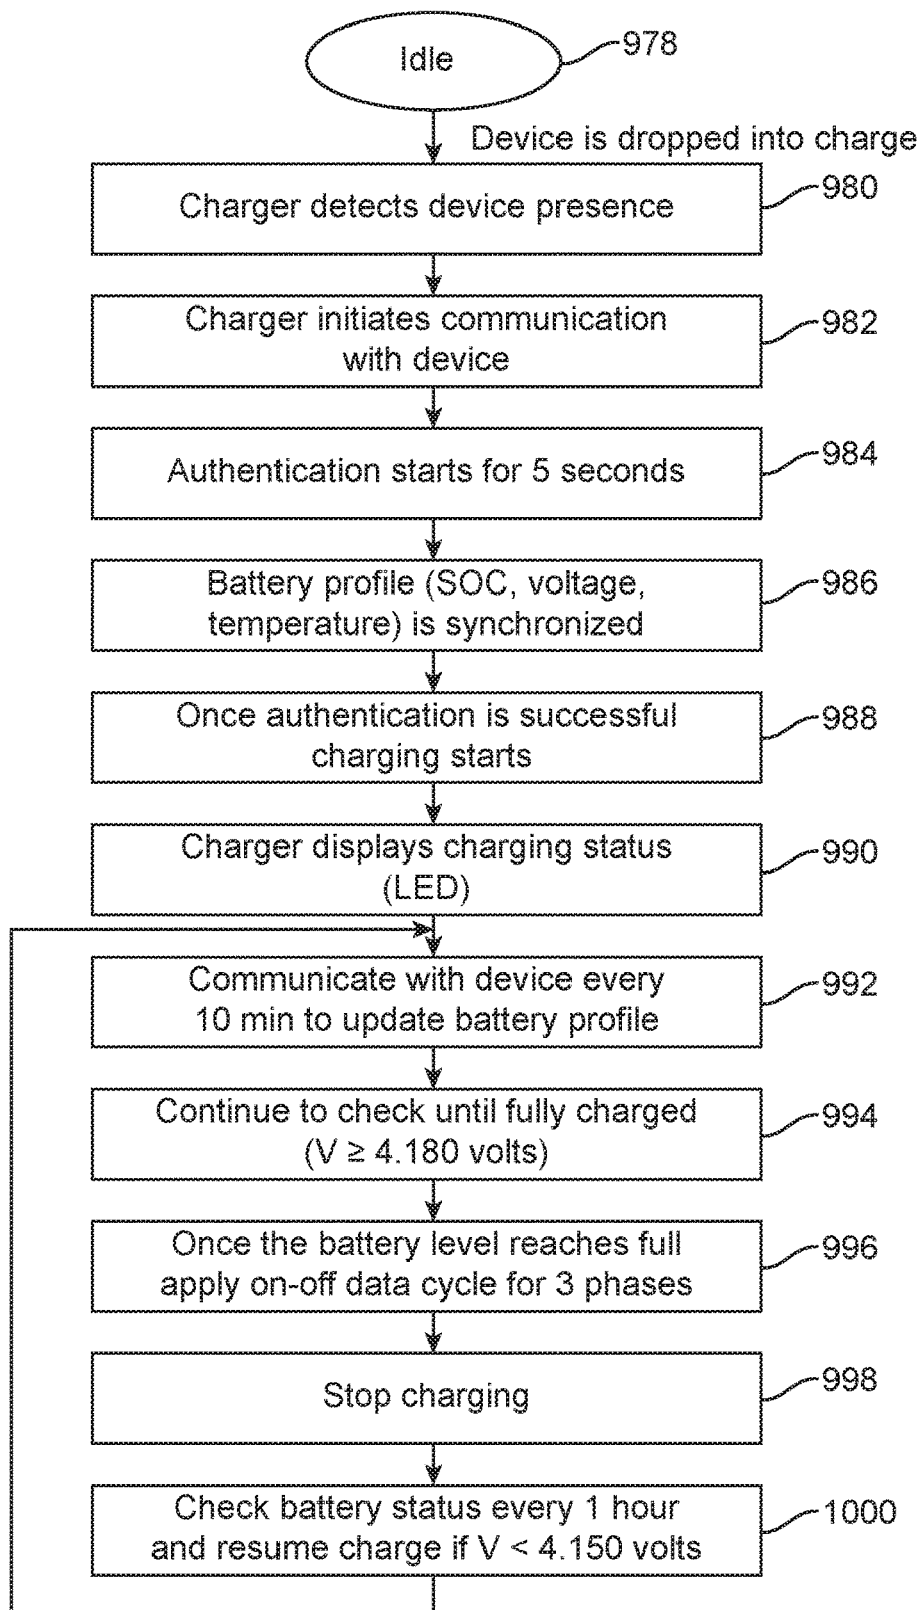 Idle
978
Device is dropped into charge
Charger detects device presence
980
Charger initiates communication
with device
982
Authentication starts for 5 seconds
984
Battery profile (SOC, voltage,
temperature) is synchronized
986
Once authentication is successful
charging starts
988
Charger displays charging status
(LED)
990
Communicate with device every
10 min to update battery profile
992
Continue to check until fully charged
(V ≥ 4.180 volts)
994
Once the battery level reaches full
apply on-off data cycle for 3 phases
996
Stop charging
998
Check battery status every 1 hour
and resume charge if V < 4.150 volts
1000